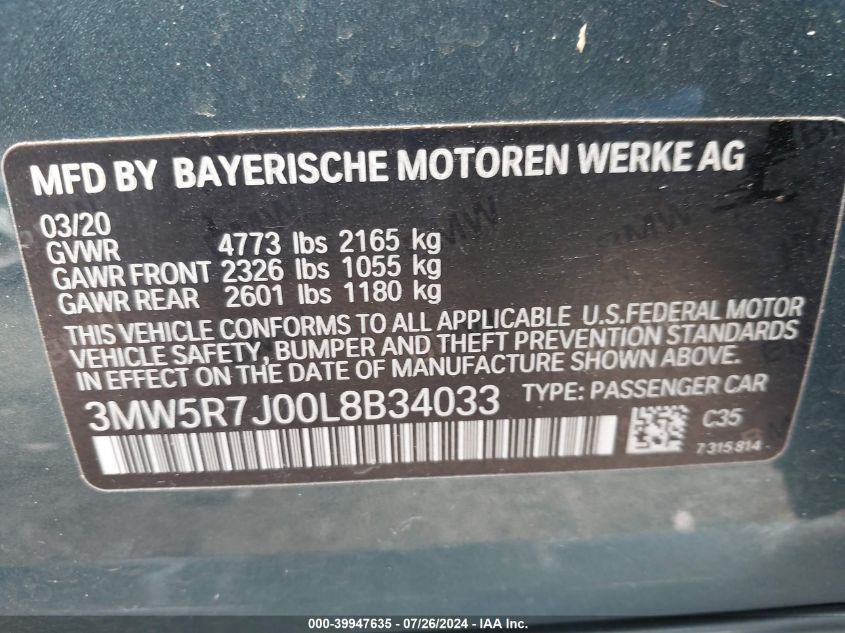 MFD BY BAYERISCHE MOTOREN WERKE AG
03/20
GVWR 4773 lbs 2165 kg
GAWR FRONT 2326 lbs 1055 kg
GAWR REAR 2601 lbs 1180 kg
THIS VEHICLE CONFORMS TO ALL APPLICABLE U.S.FEDERAL MOTOR
VEHICLE SAFETY, BUMPER AND THEFT PREVENTION STANDARDS
IN EFFECT ON THE DATE OF MANUFACTURE SHOWN ABOVE.
3MW5R7J00L8B34033 TYPE: PASSENGER CAR
C35
7315814
000-39947635 - 07/26/2024 - Copyright © 2024 IAA, Inc.